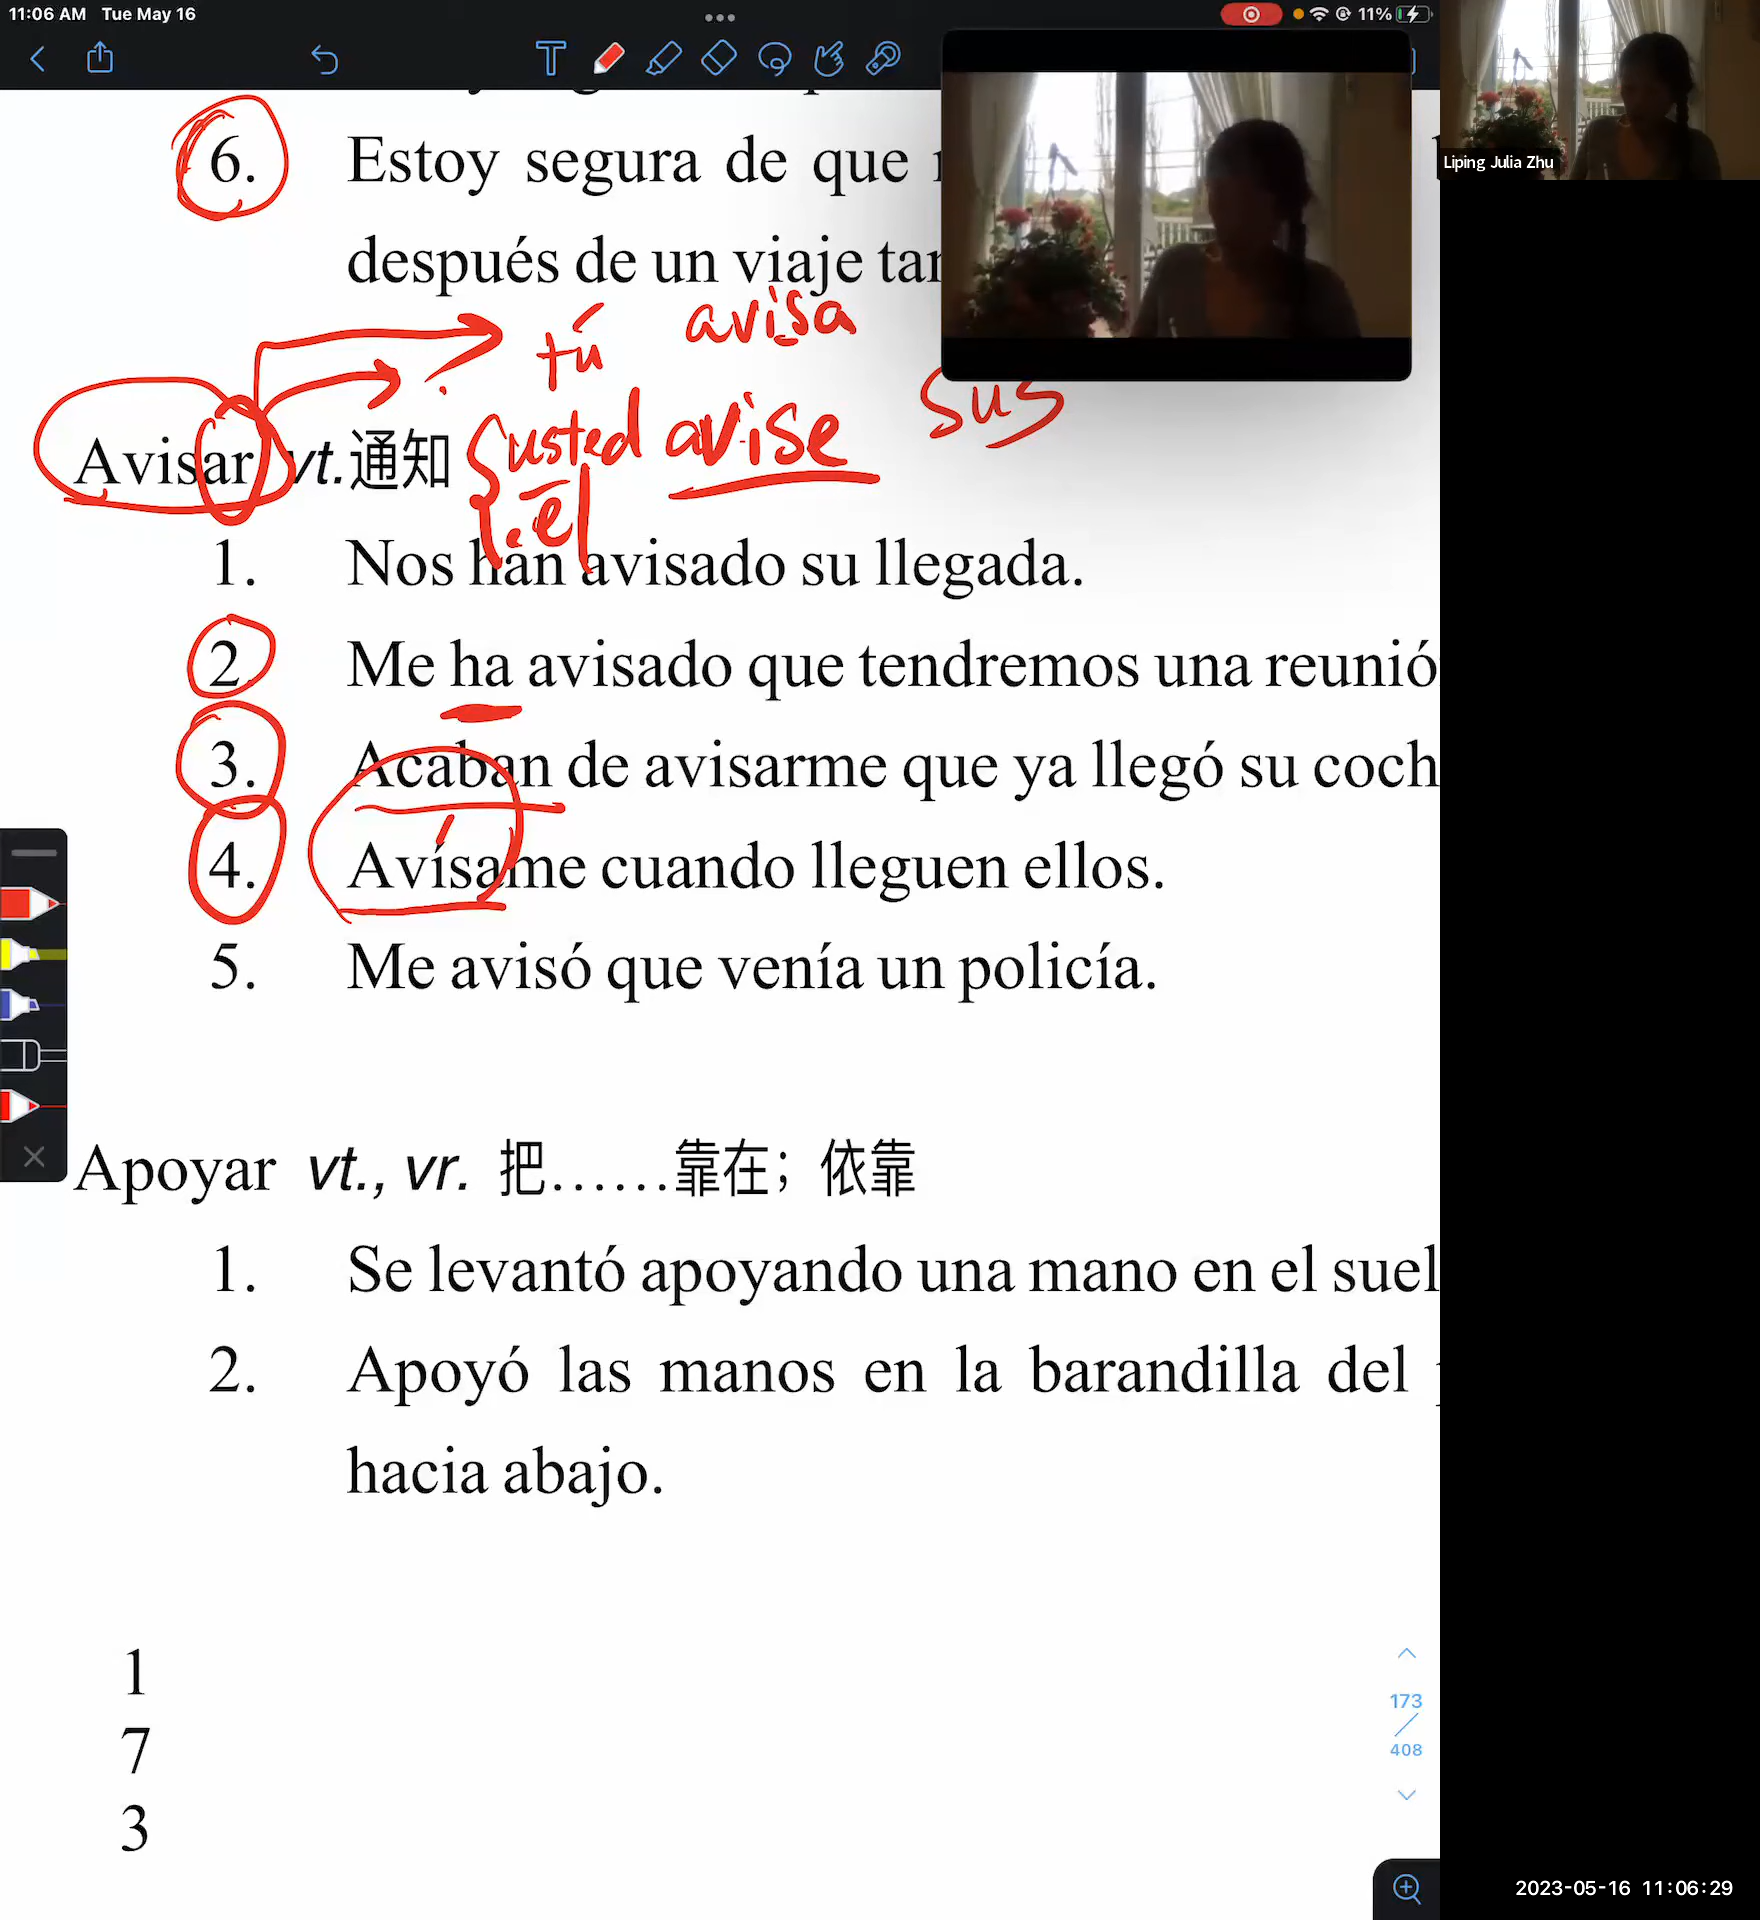 11:06 AM Tue May 16
11%
Liping Julia Zhu
6. Estoy segura de que
después de un viaje
tú avisa
sus
usted avise
él
Avisar vt.通知
1. Nos han avisado su llegada.
2. Me ha avisado que tendremos una reunió
3. Acaban de avisarme que ya llegó su coch
4. Avísame cuando lleguen ellos.
5. Me avisó que venía un policía.
Apoyar vt., vr. 把……靠在；依靠
1. Se levantó apoyando una mano en el suel
2. Apoyó las manos en la barandilla del
hacia abajo.
1
7
3
173
408
2023-05-16 11:06:29